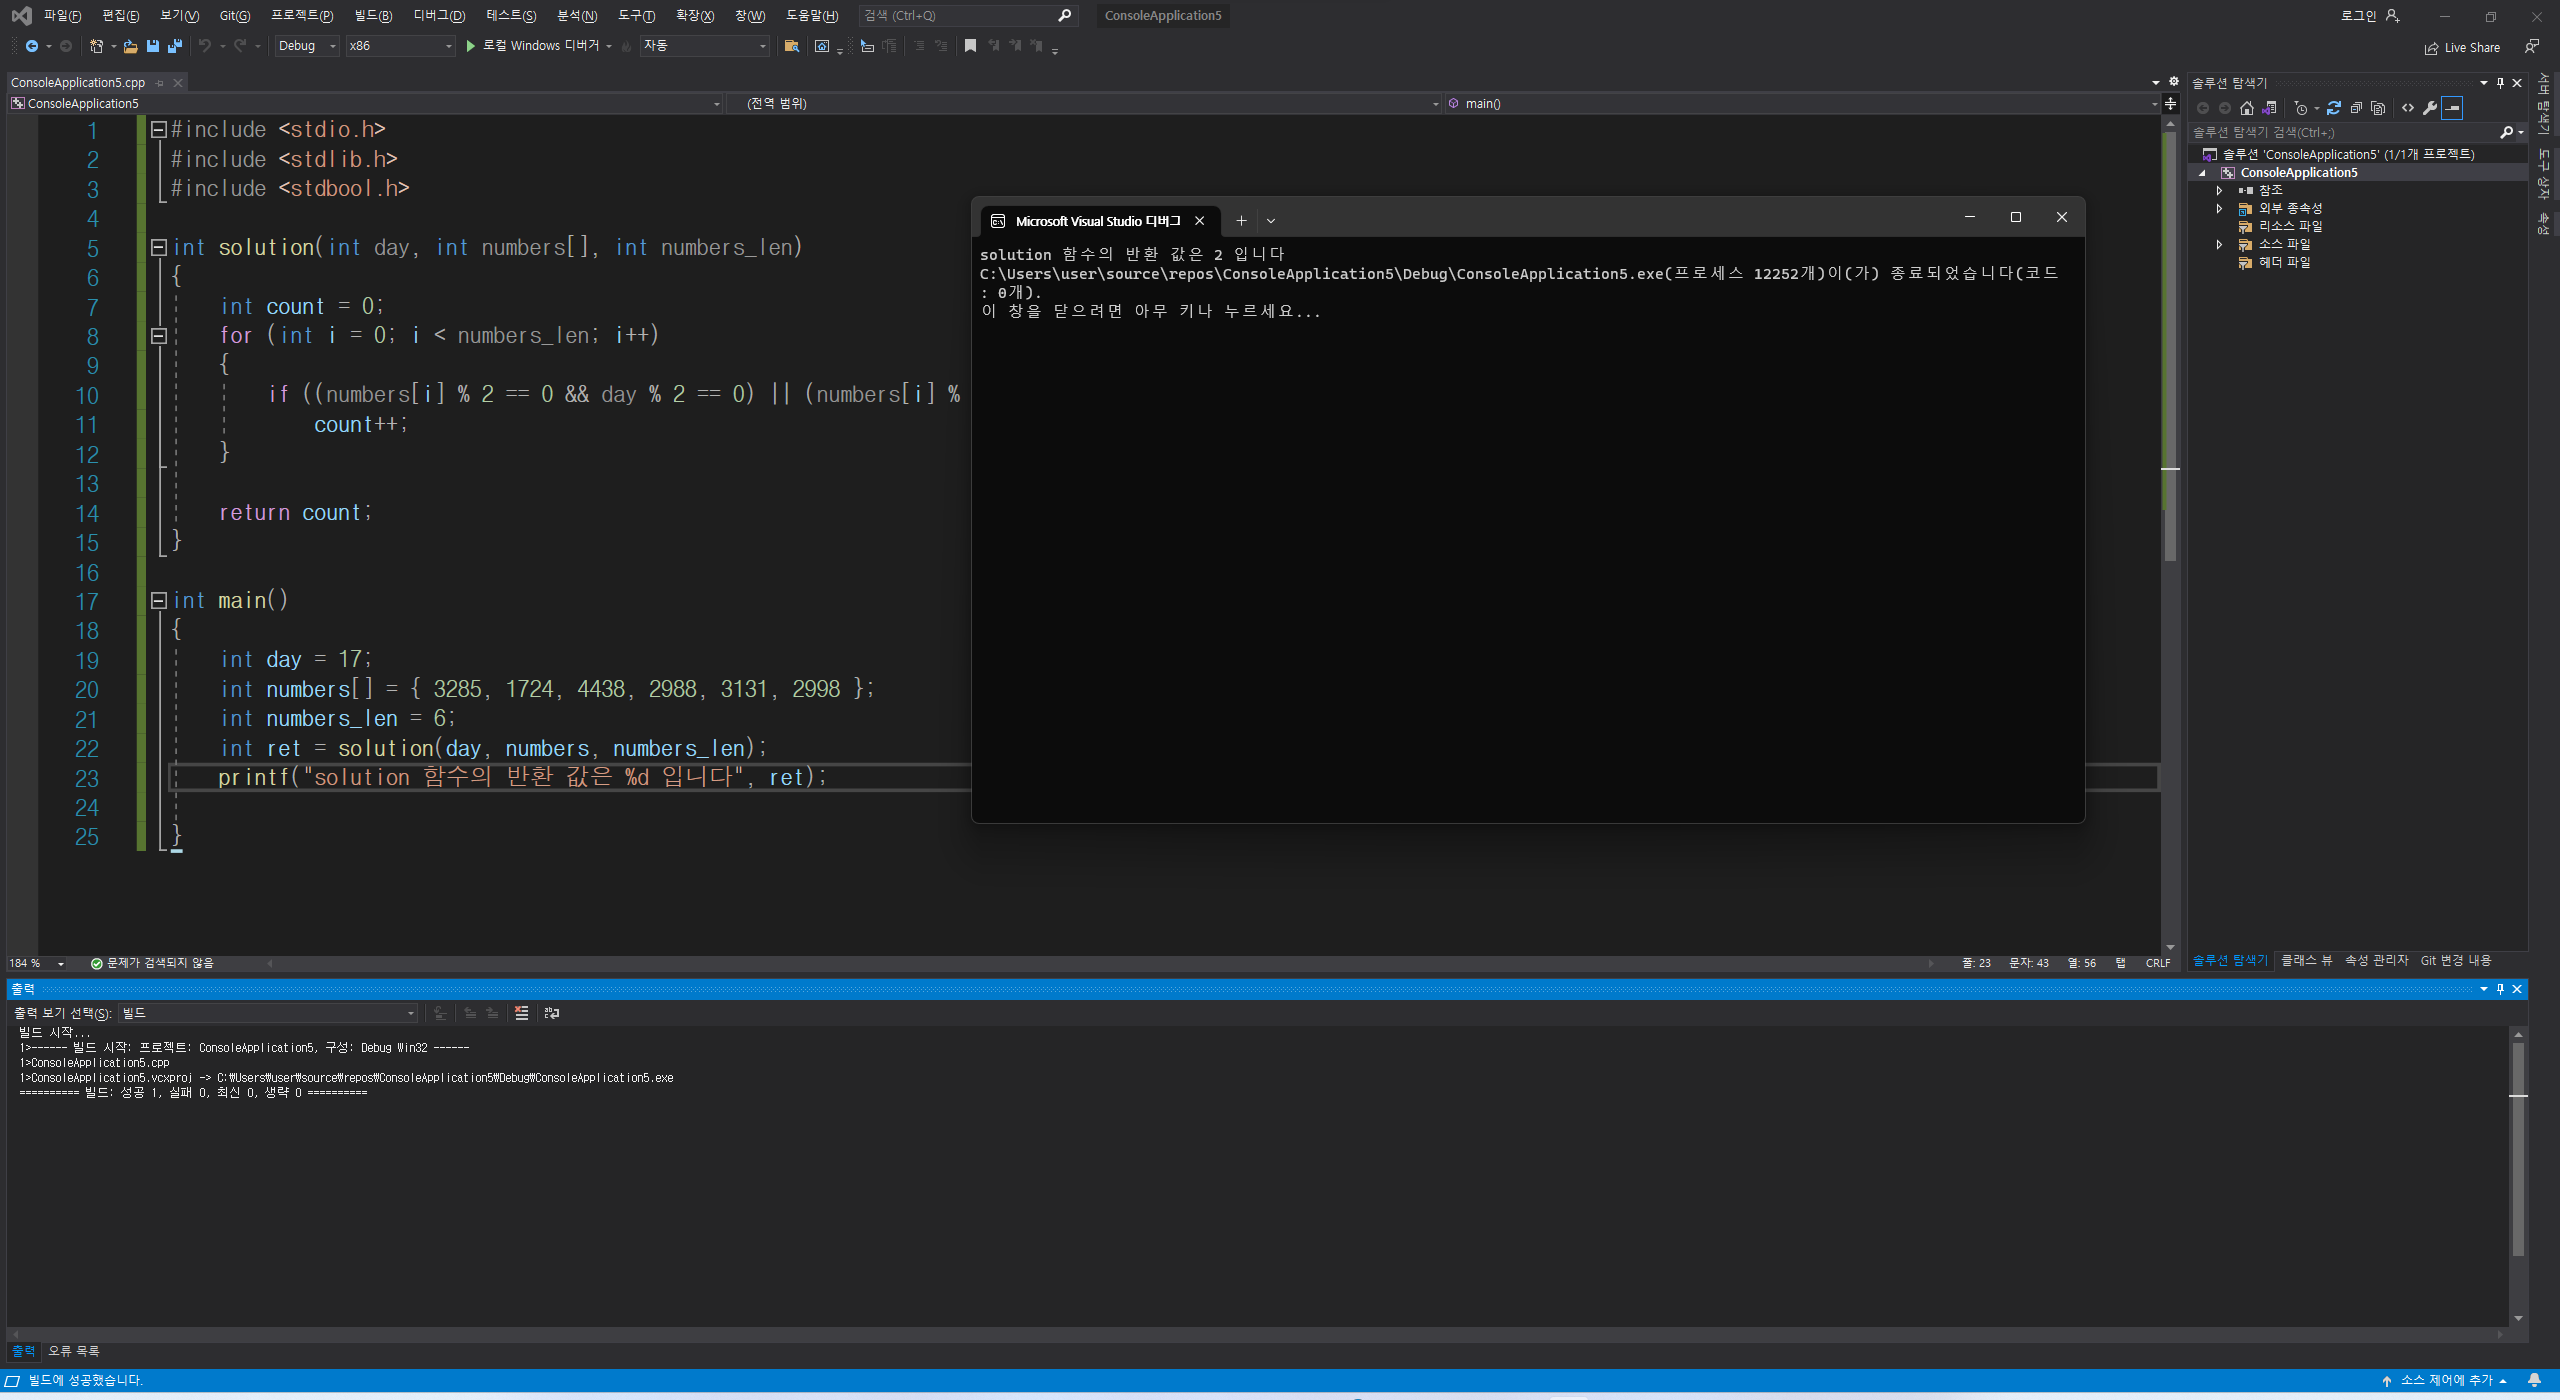 파일(F) 편집(E) 보기(V) Git(G) 프로젝트(P) 빌드(B) 디버그(D) 테스트(S) 분석(N) 도구(T) 확장(X) 창(W) 도움말(H) 검색 (Ctrl+Q) ConsoleApplication5 로그인
Debug x86 로컬 Windows 디버거 자동 Live Share
ConsoleApplication5.cpp
ConsoleApplication5 (전역 범위) main()
1 #include <stdio.h>
2 #include <stdlib.h>
3 #include <stdbool.h>
4
5 int solution(int day, int numbers[], int numbers_len)
6 {
7 int count = 0;
8 for (int i = 0; i < numbers_len; i++)
9 {
10 if ((numbers[i] % 2 == 0 && day % 2 == 0) || (numbers[i] %
11 count++;
12 }
13
14 return count;
15 }
16
17 int main()
18 {
19 int day = 17;
20 int numbers[] = { 3285, 1724, 4438, 2988, 3131, 2998 };
21 int numbers_len = 6;
22 int ret = solution(day, numbers, numbers_len);
23 printf("solution 함수의 반환 값은 %d 입니다", ret);
24
25 }
Microsoft Visual Studio 디버그
solution 함수의 반환 값은 2 입니다
C:\Users\user\source\repos\ConsoleApplication5\Debug\ConsoleApplication5.exe(프로세스 12252개)이(가) 종료되었습니다(코드
: 0개).
이 창을 닫으려면 아무 키나 누르세요...
솔루션 탐색기
솔루션 탐색기 검색(Ctrl+;)
솔루션 'ConsoleApplication5' (1/1개 프로젝트)
ConsoleApplication5
참조
외부 종속성
리소스 파일
소스 파일
헤더 파일
서버 탐색기
도구 상자
속성
184 % 문제가 검색되지 않음 줄: 23 문자: 43 열: 56 탭 CRLF
솔루션 탐색기 클래스 뷰 속성 관리자 Git 변경 내용
출력
출력 보기 선택(S): 빌드
빌드 시작...
1>------ 빌드 시작: 프로젝트: ConsoleApplication5, 구성: Debug Win32 ------
1>ConsoleApplication5.cpp
1>ConsoleApplication5.vcxproj -> C:₩Users₩user₩source₩repos₩ConsoleApplication5₩Debug₩ConsoleApplication5.exe
========== 빌드: 성공 1, 실패 0, 최신 0, 생략 0 ==========
출력 오류 목록
빌드에 성공했습니다. 소스 제어에 추가